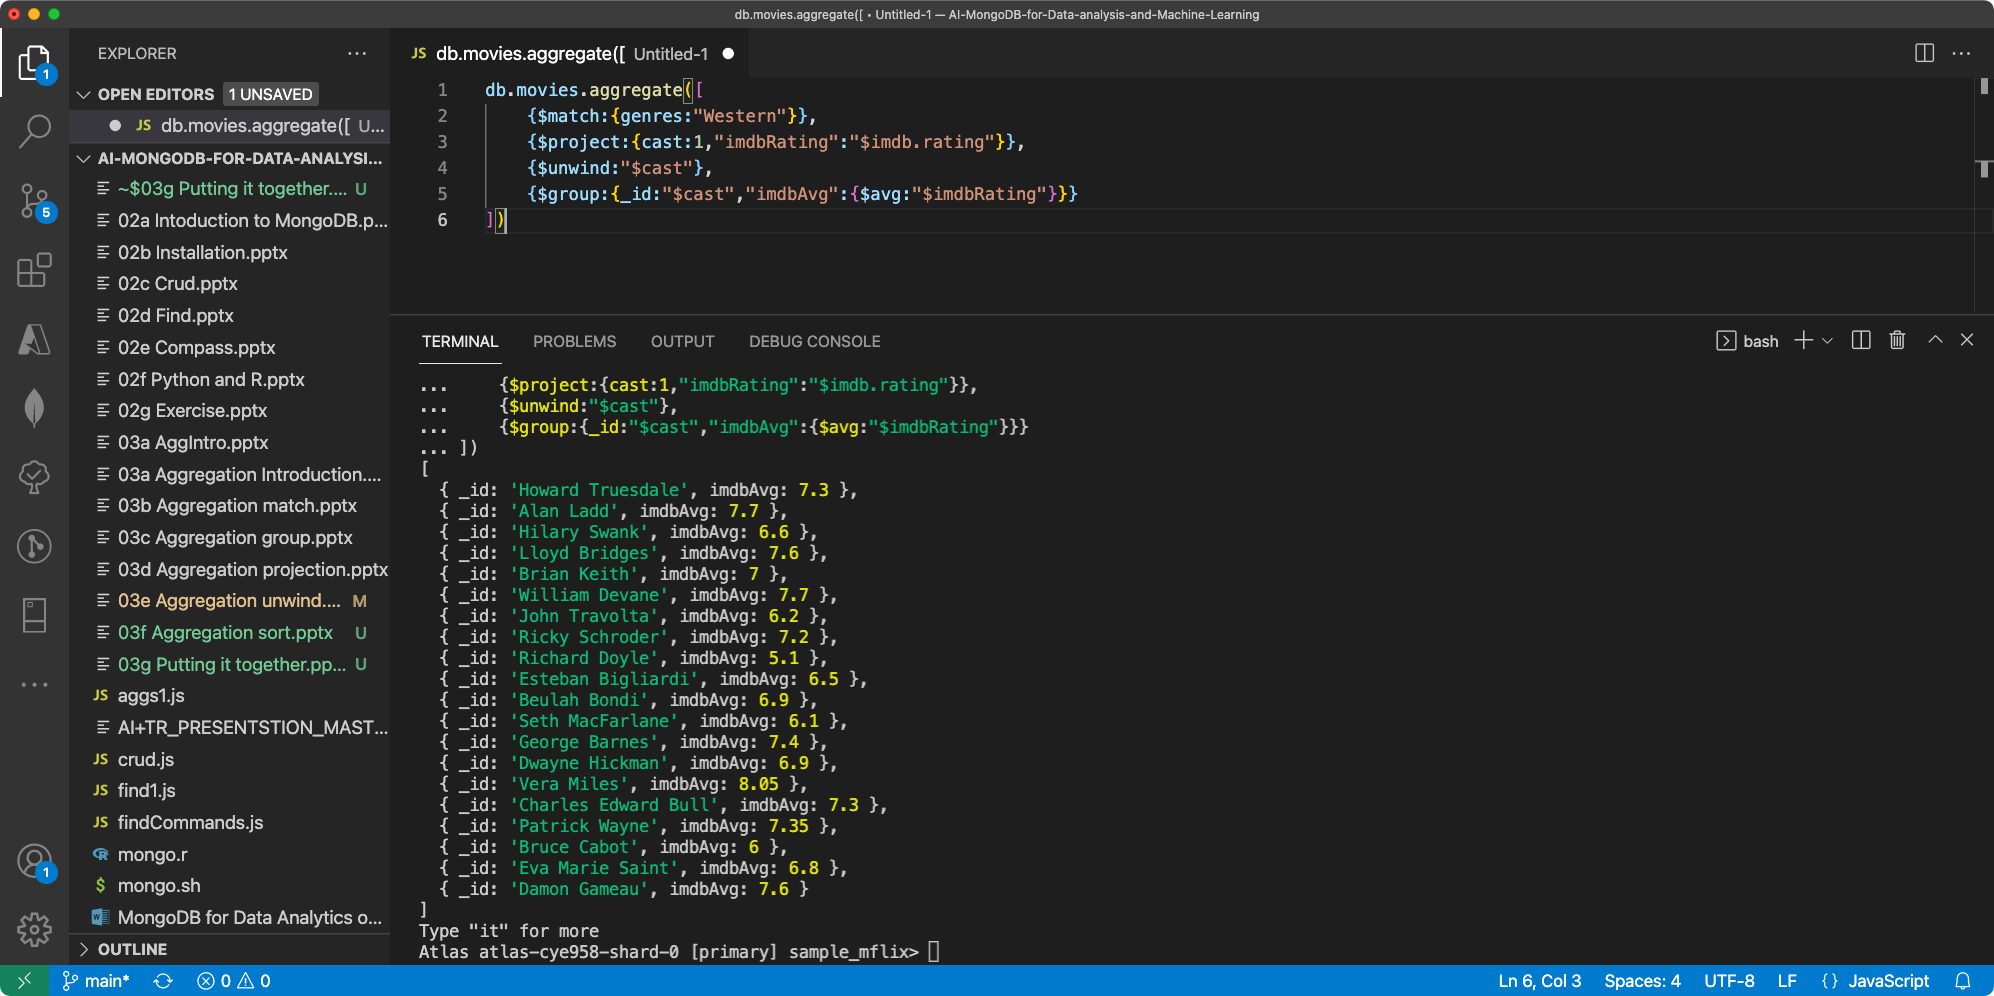 db.movies.aggregate([ • Untitled-1 — AI-MongoDB-for-Data-analysis-and-Machine-Learning
EXPLORER
OPEN EDITORS 1 UNSAVED
JS db.movies.aggregate([ U...
AI-MONGODB-FOR-DATA-ANALYSI...
~$03g Putting it together.... U
02a Intoduction to MongoDB.p...
02b Installation.pptx
02c Crud.pptx
02d Find.pptx
02e Compass.pptx
02f Python and R.pptx
02g Exercise.pptx
03a AggIntro.pptx
03a Aggregation Introduction....
03b Aggregation match.pptx
03c Aggregation group.pptx
03d Aggregation projection.pptx
03e Aggregation unwind.... M
03f Aggregation sort.pptx U
03g Putting it together.pp... U
JS aggs1.js
AI+TR_PRESENTSTION_MAST...
JS crud.js
JS find1.js
JS findCommands.js
R mongo.r
$ mongo.sh
W MongoDB for Data Analytics o...
OUTLINE
1
5
1
JS db.movies.aggregate([ Untitled-1 ●
1 db.movies.aggregate([
2 {$match:{genres:"Western"}},
3 {$project:{cast:1,"imdbRating":"$imdb.rating"}},
4 {$unwind:"$cast"},
5 {$group:{_id:"$cast","imdbAvg":{$avg:"$imdbRating"}}}
6 ])
TERMINAL PROBLEMS OUTPUT DEBUG CONSOLE bash
... {$project:{cast:1,"imdbRating":"$imdb.rating"}},
... {$unwind:"$cast"},
... {$group:{_id:"$cast","imdbAvg":{$avg:"$imdbRating"}}}
... ])
[
{ _id: 'Howard Truesdale', imdbAvg: 7.3 },
{ _id: 'Alan Ladd', imdbAvg: 7.7 },
{ _id: 'Hilary Swank', imdbAvg: 6.6 },
{ _id: 'Lloyd Bridges', imdbAvg: 7.6 },
{ _id: 'Brian Keith', imdbAvg: 7 },
{ _id: 'William Devane', imdbAvg: 7.7 },
{ _id: 'John Travolta', imdbAvg: 6.2 },
{ _id: 'Ricky Schroder', imdbAvg: 7.2 },
{ _id: 'Richard Doyle', imdbAvg: 5.1 },
{ _id: 'Esteban Bigliardi', imdbAvg: 6.5 },
{ _id: 'Beulah Bondi', imdbAvg: 6.9 },
{ _id: 'Seth MacFarlane', imdbAvg: 6.1 },
{ _id: 'George Barnes', imdbAvg: 7.4 },
{ _id: 'Dwayne Hickman', imdbAvg: 6.9 },
{ _id: 'Vera Miles', imdbAvg: 8.05 },
{ _id: 'Charles Edward Bull', imdbAvg: 7.3 },
{ _id: 'Patrick Wayne', imdbAvg: 7.35 },
{ _id: 'Bruce Cabot', imdbAvg: 6 },
{ _id: 'Eva Marie Saint', imdbAvg: 6.8 },
{ _id: 'Damon Gameau', imdbAvg: 7.6 }
]
Type "it" for more
Atlas atlas-cye958-shard-0 [primary] sample_mflix>
main* 0 0 Ln 6, Col 3 Spaces: 4 UTF-8 LF {} JavaScript